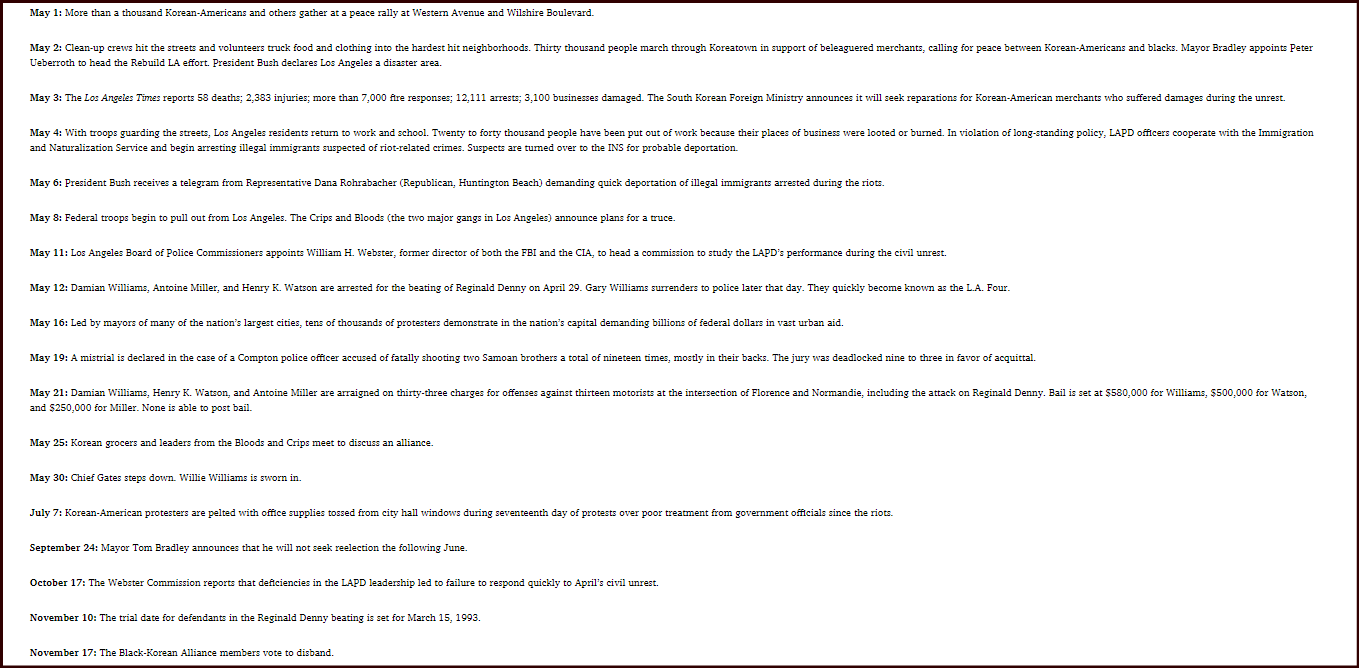 May 1: More than a thousand Korean-Americans and others gather at a peace rally at Western Avenue and Wilshire Boulevard.
May 2: Clean-up crews hit the streets and volunteers truck food and clothing into the hardest hit neighborhoods. Thirty thousand people march through Koreatown in support of beleaguered merchants, calling for peace between Korean-Americans and blacks. Mayor Bradley appoints Peter
Ueberroth to head the Rebuild LA effort. President Bush declares Los Angeles a disaster area.
May 3: The Los Angeles Times reports 58 deaths; 2,383 injuries; more than 7,000 fire responses; 12,111 arrests; 3,100 businesses damaged. The South Korean Foreign Ministry announces it will seek reparations for Korean-American merchants who suffered damages during the unrest.
May 4: With troops guarding the streets, Los Angeles residents return to work and school. Twenty to forty thousand people have been put out of work because their places of business were looted or burned. In violation of long-standing policy, LAPD officers cooperate with the Immigration
and Naturalization Service and begin arresting illegal immigrants suspected of riot-related crimes. Suspects are turned over to the INS for probable deportation.
May 6: President Bush receives a telegram from Representative Dana Rohrabacher (Republican, Huntington Beach) demanding quick deportation of illegal immigrants arrested during the riots.
May 8: Federal troops begin to pull out from Los Angeles. The Crips and Bloods (the two major gangs in Los Angeles) announce plans for a truce.
May 11: Los Angeles Board of Police Commissioners appoints William H. Webster, former director of both the FBI and the CIA, to head a commission to study the LAPD's performance during the civil unrest.
May 12: Damian Williams, Antoine Miller, and Henry K. Watson are arrested for the beating of Reginald Denny on April 29. Gary Williams surrenders to police later that day. They quickly become known as the L.A. Four.
May 16: Led by mayors of many of the nation's largest cities, tens of thousands of protesters demonstrate in the nation's capital demanding billions of federal dollars in vast urban aid.
May 19: A mistrial is declared in the case of a Compton police officer accused of fatally shooting two Samoan brothers a total of nineteen times, mostly in their backs. The jury was deadlocked nine to three in favor of acquittal.
May 21: Damian Williams, Henry K. Watson, and Antoine Miller are arraigned on thirty-three charges for offenses against thirteen motorists at the intersection of Florence and Normandie, including the attack on Reginald Denny. Bail is set at $580,000 for Williams, $500,000 for Watson,
and $250,000 for Miller. None is able to post bail.
May 25: Korean grocers and leaders from the Bloods and Crips meet to discuss an alliance.
May 30: Chief Gates steps down. Willie Williams is sworn in.
July 7: Korean-American protesters are pelted with office supplies tossed from city hall windows during seventeenth day of protests over poor treatment from government officials since the riots.
September 24: Mayor Tom Bradley announces that he will not seek reelection the following June.
October 17: The Webster Commission reports that deficiencies in the LAPD leadership led to failure to respond quickly to April's civil unrest.
November 10: The trial date for defendants in the Reginald Denny beating is set for March 15, 1993.
November 17: The Black-Korean Alliance members vote to disband.